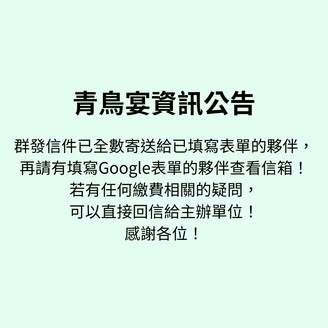 青鳥宴資訊公告
群發信件已全數寄送給已填寫表單的夥伴，
再請有填寫Google表單的夥伴查看信箱！
若有任何繳費相關的疑問，
可以直接回信給主辦單位！
感謝各位！